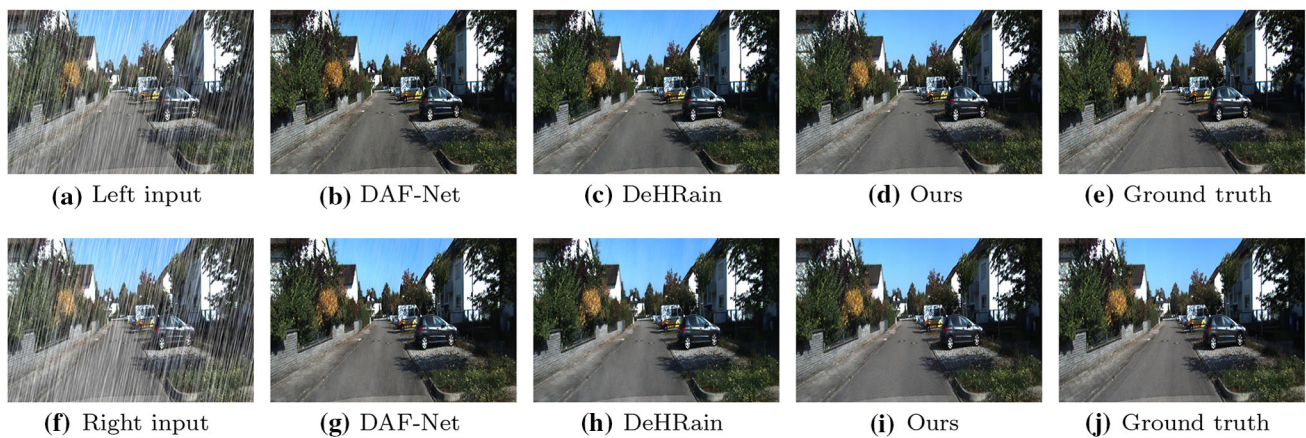 (a) Left input
(b) DAF-Net
(c) DeHRain
(d) Ours
(e) Ground truth
(f) Right input
(g) DAF-Net
(h) DeHRain
(i) Ours
(j) Ground truth